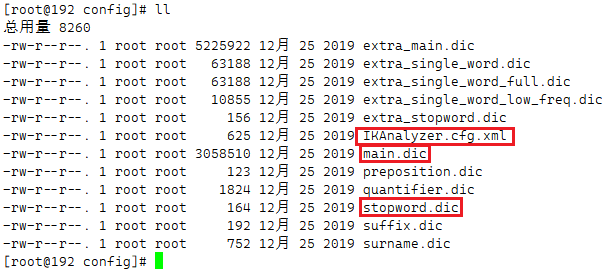 [root@192 config]# ll
总用量 8260
-rw-r--r--. 1 root root 5225922 12月 25 2019 extra_main.dic
-rw-r--r--. 1 root root 63188 12月 25 2019 extra_single_word.dic
-rw-r--r--. 1 root root 63188 12月 25 2019 extra_single_word_full.dic
-rw-r--r--. 1 root root 10855 12月 25 2019 extra_single_word_low_freq.dic
-rw-r--r--. 1 root root 156 12月 25 2019 extra_stopword.dic
-rw-r--r--. 1 root root 625 12月 25 2019 IKAnalyzer.cfg.xml
-rw-r--r--. 1 root root 3058510 12月 25 2019 main.dic
-rw-r--r--. 1 root root 123 12月 25 2019 preposition.dic
-rw-r--r--. 1 root root 1824 12月 25 2019 quantifier.dic
-rw-r--r--. 1 root root 164 12月 25 2019 stopword.dic
-rw-r--r--. 1 root root 192 12月 25 2019 suffix.dic
-rw-r--r--. 1 root root 752 12月 25 2019 surname.dic
[root@192 config]#